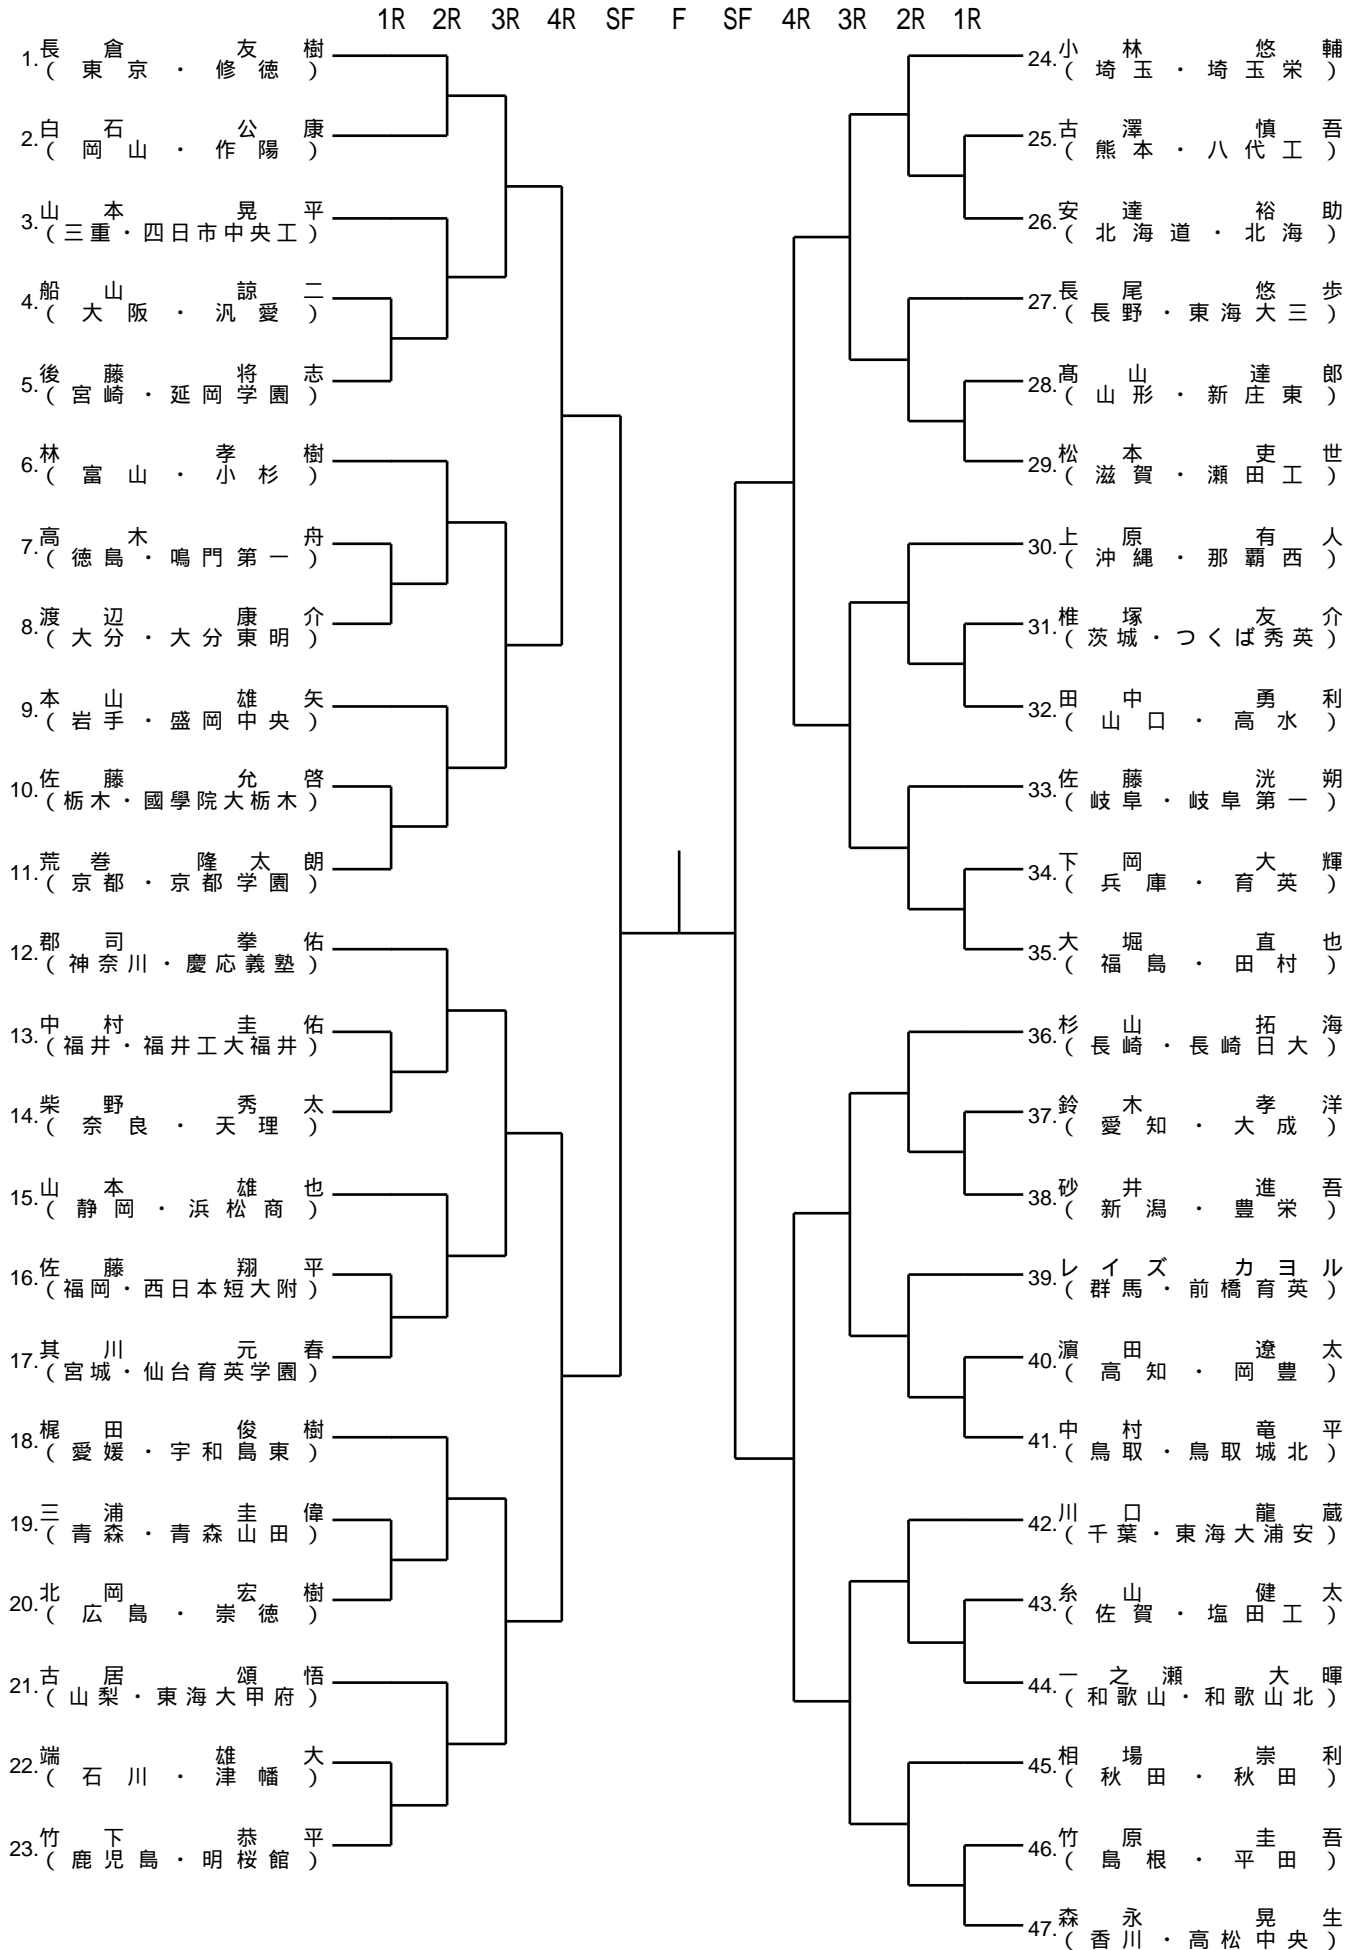 1R 2R 3R 4R SF F SF 4R 3R 2R 1R
1. 長倉 友樹
(東京・修徳)
2. 白石 公康
(岡山・作陽)
3. 山本 晃平
(三重・四日市中央工)
4. 船山 諒二
(大阪・汎愛)
5. 後藤 将志
(宮崎・延岡学園)
6. 林 孝樹
(富山・小杉)
7. 高木 舟
(徳島・鳴門第一)
8. 渡辺 康介
(大分・大分東明)
9. 本山 雄矢
(岩手・盛岡中央)
10. 佐藤 允啓
(栃木・國學院大栃木)
11. 荒巻 隆太朗
(京都・京都学園)
12. 郡司 拳佑
(神奈川・慶応義塾)
13. 中村 圭佑
(福井・福井工大福井)
14. 柴野 秀太
(奈良・天理)
15. 山本 雄也
(静岡・浜松商)
16. 佐藤 翔平
(福岡・西日本短大附)
17. 其川 元春
(宮城・仙台育英学園)
18. 梶田 俊樹
(愛媛・宇和島東)
19. 三浦 圭偉
(青森・青森山田)
20. 北岡 宏樹
(広島・崇徳)
21. 古居 頌悟
(山梨・東海大甲府)
22. 端 雄大
(石川・津幡)
23. 竹下 恭平
(鹿児島・明桜館)
24. 小林 悠輔
(埼玉・埼玉栄)
25. 古澤 慎吾
(熊本・八代工)
26. 安達 裕助
(北海道・北海)
27. 長尾 悠歩
(長野・東海大三)
28. 髙山 達郎
(山形・新庄東)
29. 松本 吏世
(滋賀・瀬田工)
30. 上原 有人
(沖縄・那覇西)
31. 椎塚 友介
(茨城・つくば秀英)
32. 田中 勇利
(山口・高水)
33. 佐藤 洸朔
(岐阜・岐阜第一)
34. 下岡 大輝
(兵庫・育英)
35. 大堀 直也
(福島・田村)
36. 杉山 拓海
(長崎・長崎日大)
37. 鈴木 孝洋
(愛知・大成)
38. 砂井 進吾
(新潟・豊栄)
39. レイズ カヨル
(群馬・前橋育英)
40. 濵田 遼太
(高知・岡豊)
41. 中村 竜平
(鳥取・鳥取城北)
42. 川口 龍蔵
(千葉・東海大浦安)
43. 糸山 健太
(佐賀・塩田工)
44. 一之瀬 大暉
(和歌山・和歌山北)
45. 相場 崇利
(秋田・秋田)
46. 竹原 圭吾
(島根・平田)
47. 森永 晃生
(香川・高松中央)